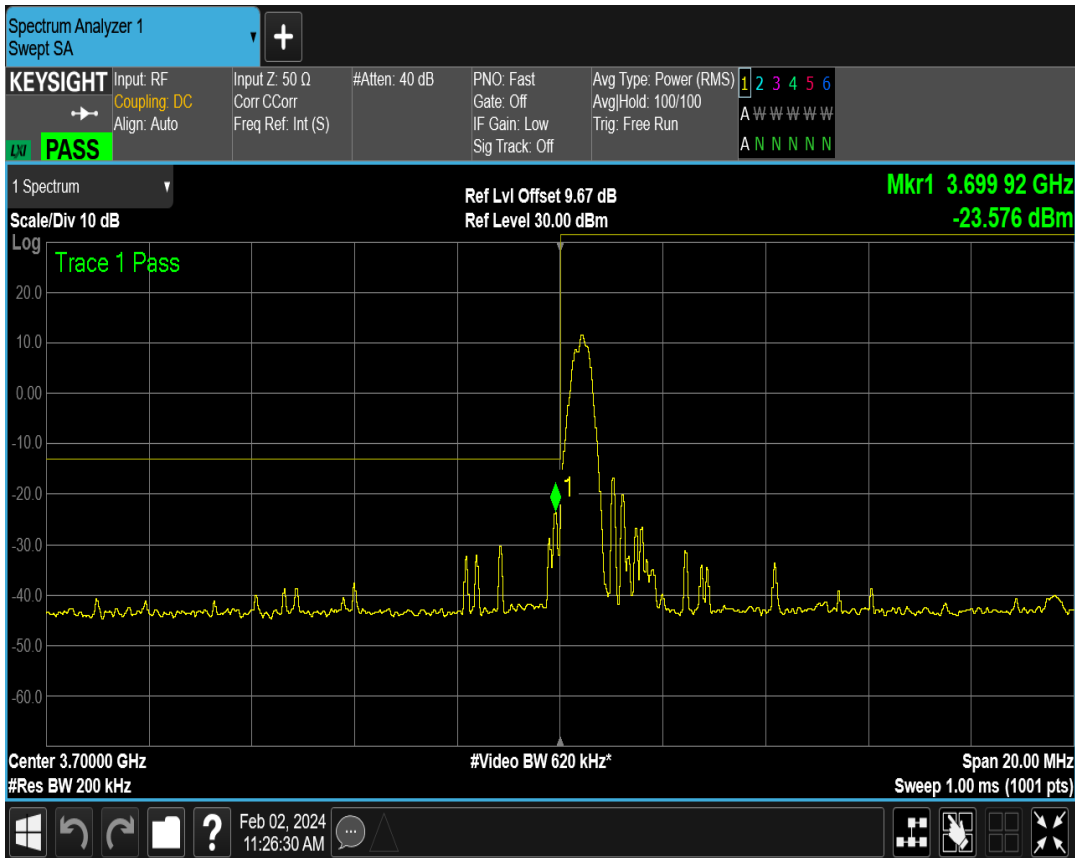 Spectrum Analyzer 1
Swept SA
KEYSIGHT
Input: RF
Coupling: DC
Align: Auto
LXI PASS
Input Z: 50 Ω
Corr CCorr
Freq Ref: Int (S)
#Atten: 40 dB
PNO: Fast
Gate: Off
IF Gain: Low
Sig Track: Off
Avg Type: Power (RMS)
Avg|Hold: 100/100
Trig: Free Run
1 2 3 4 5 6
A W W W W W
A N N N N N
1 Spectrum
Scale/Div 10 dB
Ref Lvl Offset 9.67 dB
Ref Level 30.00 dBm
Mkr1 3.699 92 GHz
-23.576 dBm
Log
Trace 1 Pass
20.0
10.0
0.00
-10.0
1
-20.0
-30.0
-40.0
-50.0
-60.0
Center 3.70000 GHz
#Res BW 200 kHz
#Video BW 620 kHz*
Span 20.00 MHz
Sweep 1.00 ms (1001 pts)
?
Feb 02, 2024
11:26:30 AM